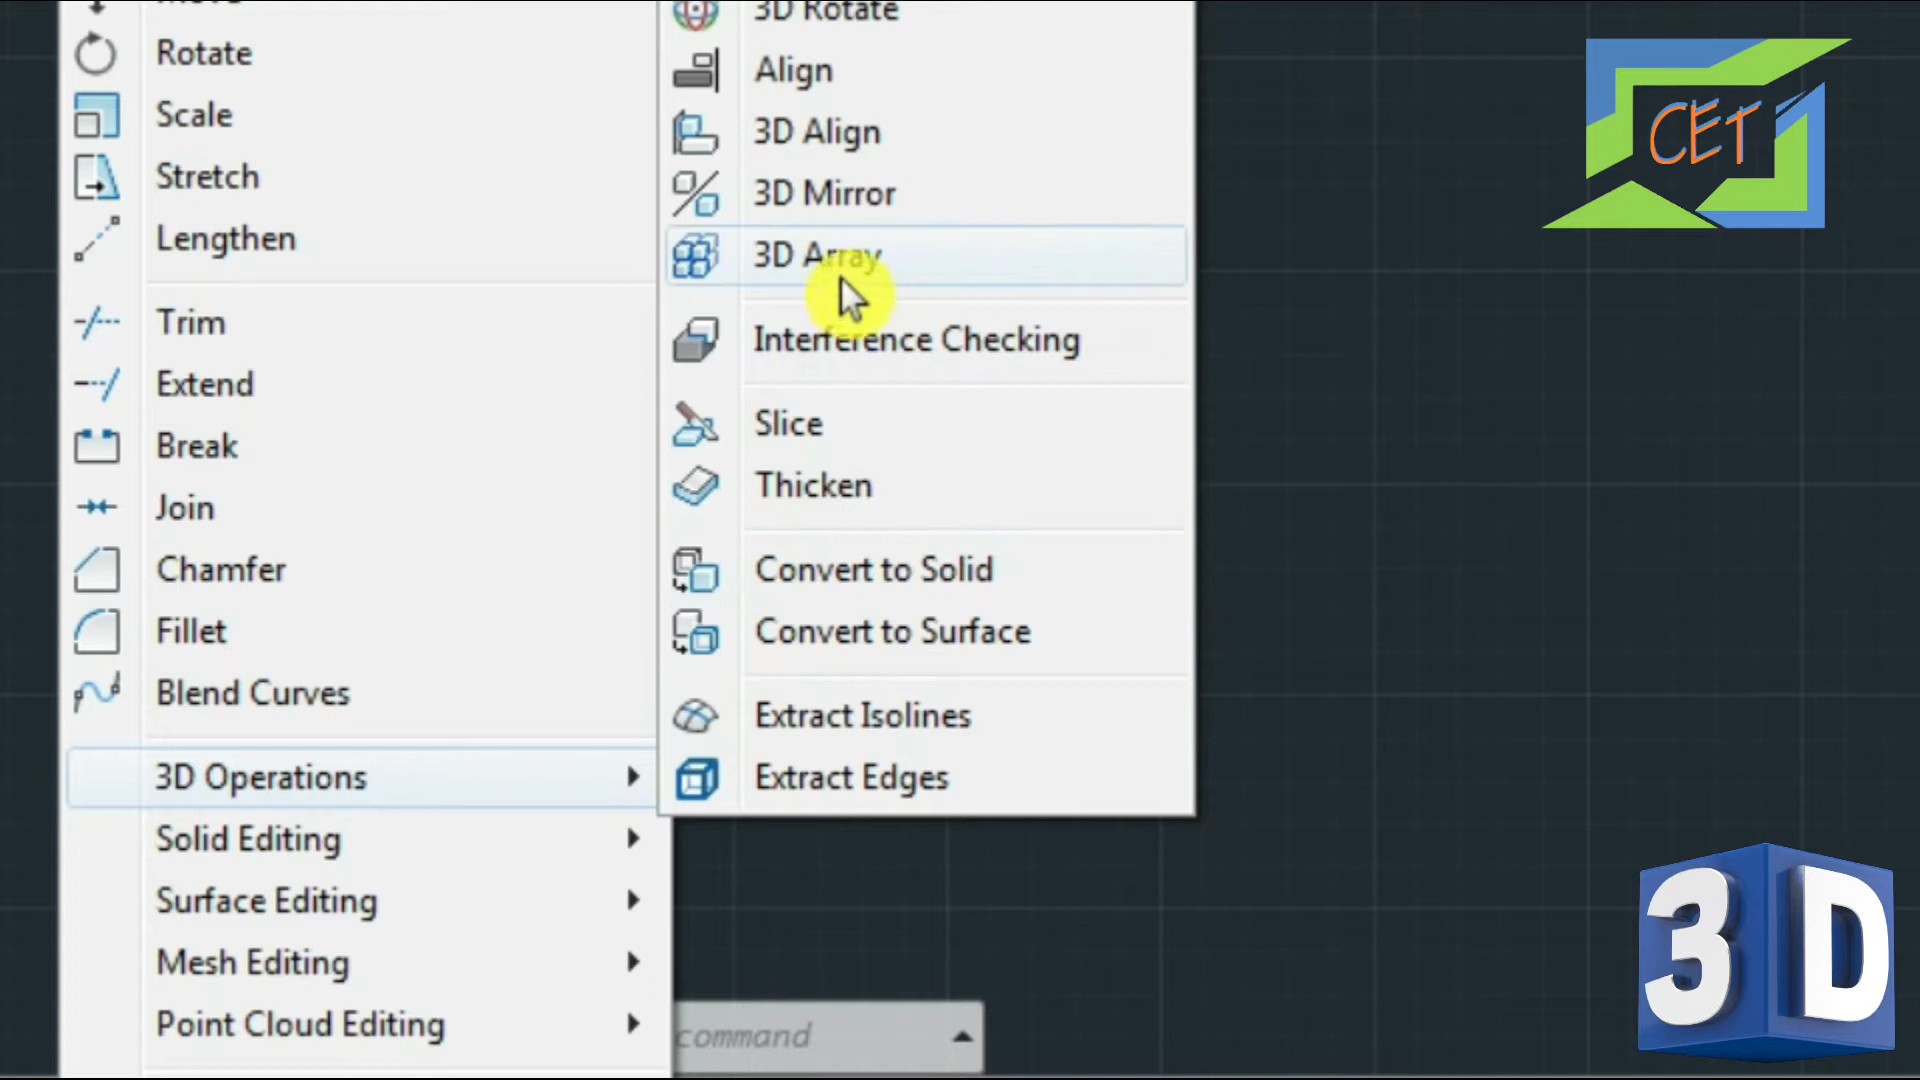 Rotate
Scale
Stretch
Lengthen
Trim
Extend
Break
Join
Chamfer
Fillet
Blend Curves
3D Operations
Solid Editing
Surface Editing
Mesh Editing
Point Cloud Editing
3D Rotate
Align
3D Align
3D Mirror
3D Array
Interference Checking
Slice
Thicken
Convert to Solid
Convert to Surface
Extract Isolines
Extract Edges
command
CET
3D